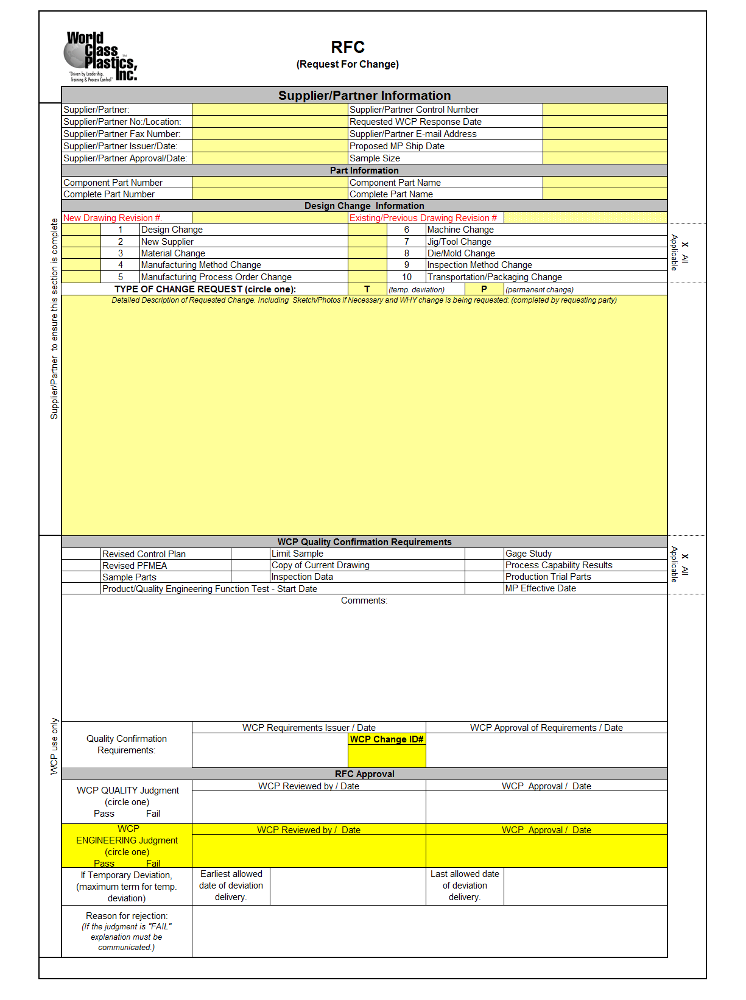 World
Class
Plastics,
Inc.
TM
"Driven by Leadership,
Training & Process Control"
RFC
(Request For Change)
Supplier/Partner Information
Supplier/Partner: Supplier/Partner Control Number
Supplier/Partner No:/Location: Requested WCP Response Date
Supplier/Partner Fax Number: Supplier/Partner E-mail Address
Supplier/Partner Issuer/Date: Proposed MP Ship Date
Supplier/Partner Approval/Date: Sample Size
Part Information
Component Part Number Component Part Name
Complete Part Number Complete Part Name
Design Change Information
New Drawing Revision #. Existing/Previous Drawing Revision #
1 Design Change 6 Machine Change
2 New Supplier 7 Jig/Tool Change
3 Material Change 8 Die/Mold Change
4 Manufacturing Method Change 9 Inspection Method Change
5 Manufacturing Process Order Change 10 Transportation/Packaging Change
X All
Applicable
TYPE OF CHANGE REQUEST (circle one): T (temp. deviation) P (permanent change)
Detailed Description of Requested Change. Including Sketch/Photos if Necessary and WHY change is being requested: (completed by requesting party)
Supplier/Partner to ensure this section is complete
WCP Quality Confirmation Requirements
Revised Control Plan Limit Sample Gage Study
Revised PFMEA Copy of Current Drawing Process Capability Results
Sample Parts Inspection Data Production Trial Parts
Product/Quality Engineering Function Test - Start Date MP Effective Date
X All
Applicable
Comments:
WCP use only
WCP Requirements Issuer / Date WCP Approval of Requirements / Date
Quality Confirmation
Requirements:
WCP Change ID#
RFC Approval
WCP Reviewed by / Date WCP Approval / Date
WCP QUALITY Judgment
(circle one)
Pass Fail
WCP Reviewed by / Date WCP Approval / Date
WCP
ENGINEERING Judgment
(circle one)
Pass Fail
If Temporary Deviation,
(maximum term for temp.
deviation)
Earliest allowed
date of deviation
delivery.
Last allowed date
of deviation
delivery.
Reason for rejection:
(If the judgment is "FAIL"
explanation must be
communicated.)